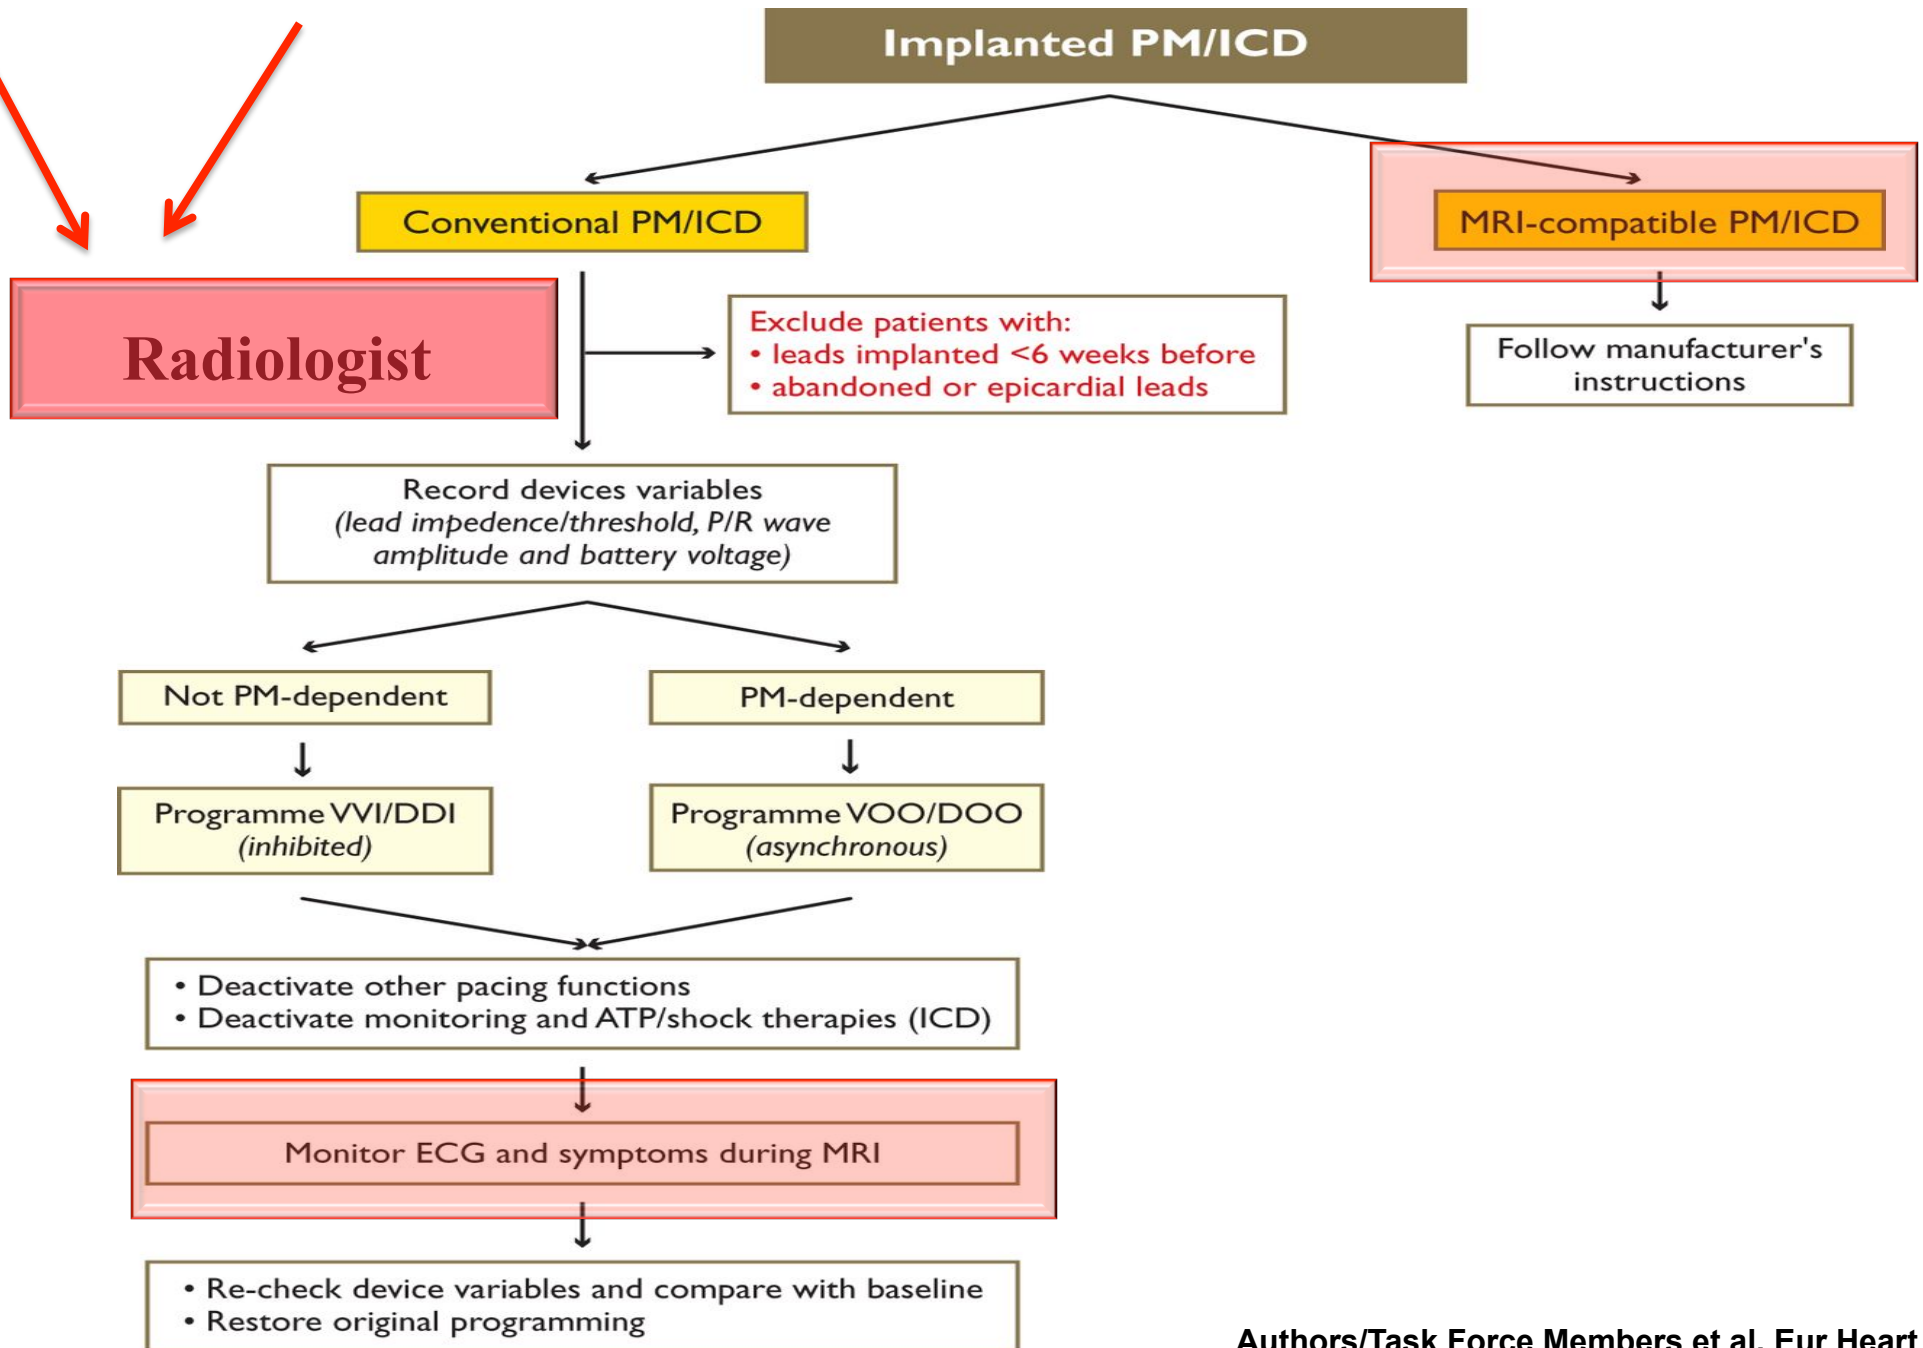 Implanted PM/ICD
Conventional PM/ICD
MRI-compatible PM/ICD
Radiologist
Exclude patients with:
• leads implanted <6 weeks before
• abandoned or epicardial leads
Follow manufacturer's
instructions
Record devices variables
(lead impedence/threshold, P/R wave
amplitude and battery voltage)
Not PM-dependent
PM-dependent
Programme VVI/DDI
(inhibited)
Programme VOO/DOO
(asynchronous)
• Deactivate other pacing functions
• Deactivate monitoring and ATP/shock therapies (ICD)
Monitor ECG and symptoms during MRI
• Re-check device variables and compare with baseline
• Restore original programming
Authors/Task Force Members et al. Eur Heart